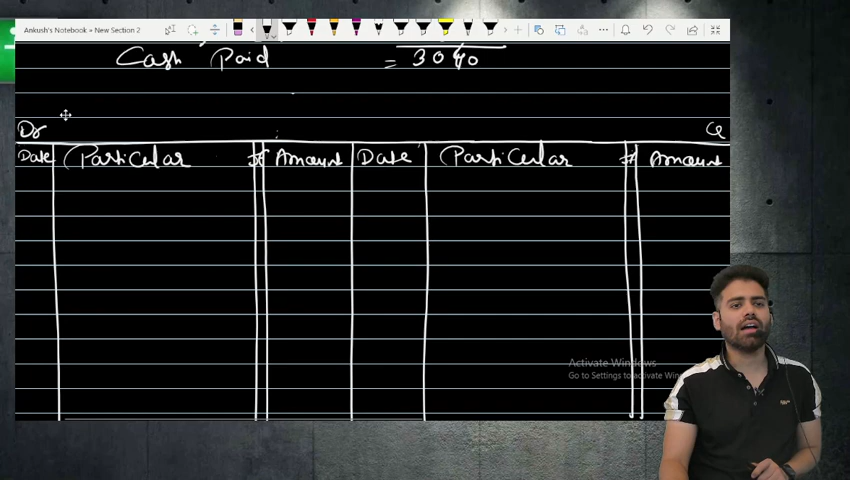 Ankush's Notebook » New Section 2
Cash Paid = 3040
Dr Cr
Date Particular Amount Date Particular Amount
Activate Windows
Go to Settings to activate Win